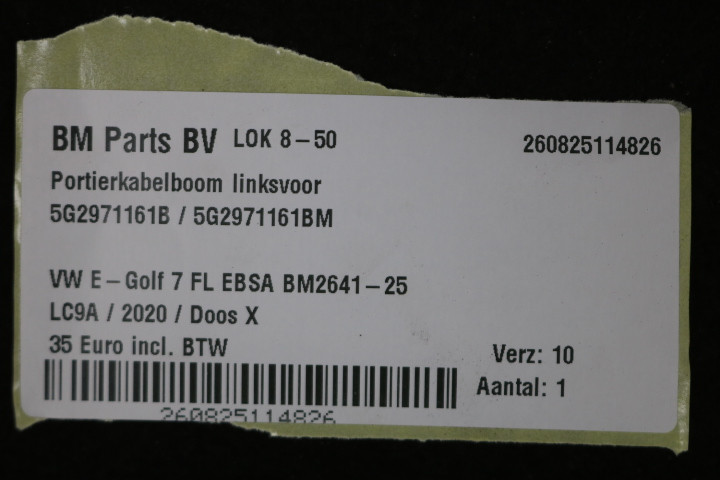 BM Parts BV LOK 8-50 260825114826
Portierkabelboom linksvoor
5G2971161B / 5G2971161BM
VW E-Golf 7 FL EBSA BM2641-25
LC9A / 2020 / Doos X
35 Euro incl. BTW
Verz: 10
Aantal: 1
260825114826